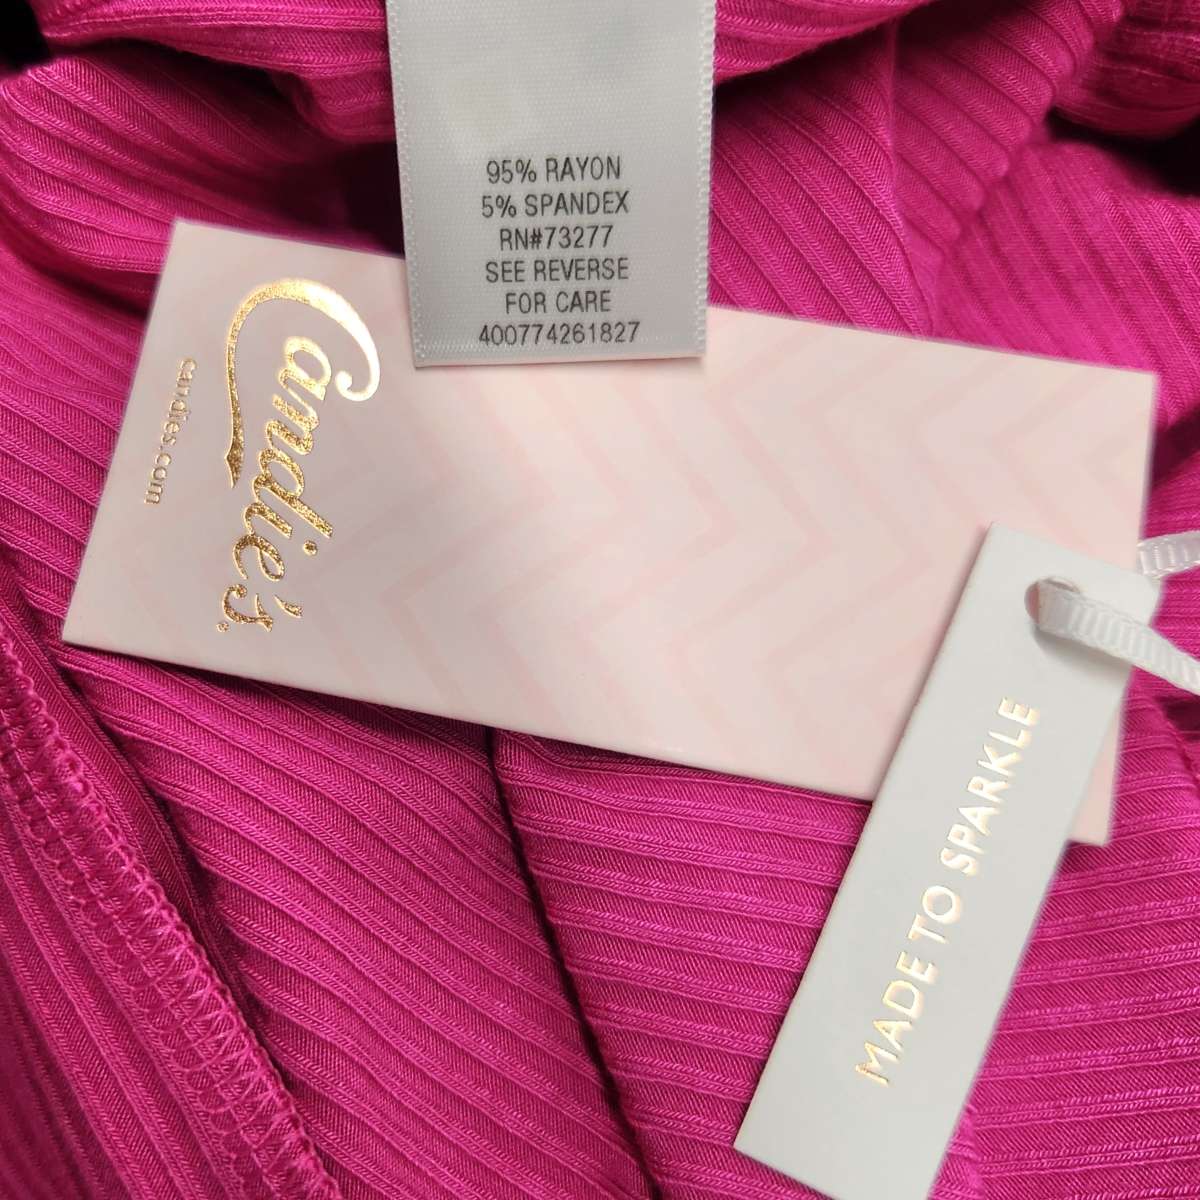 95% RAYON
5% SPANDEX
RN#73277
SEE REVERSE
FOR CARE
400774261827
Candie's®
candies.com
MADE TO SPARKLE